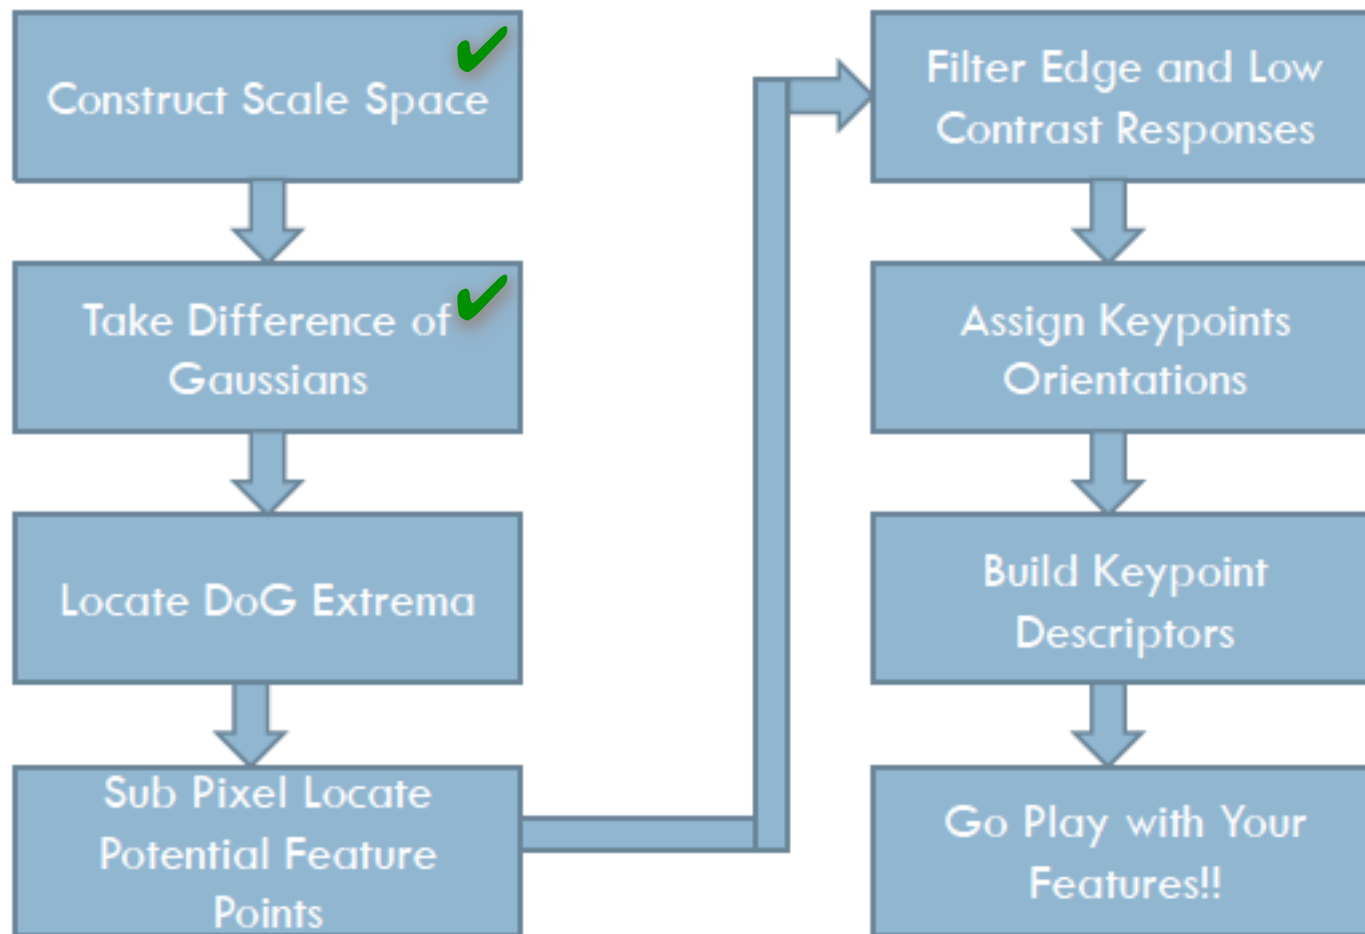 Construct Scale Space
Take Difference of
Gaussians
Locate DoG Extrema
Sub Pixel Locate
Potential Feature
Points
Filter Edge and Low
Contrast Responses
Assign Keypoints
Orientations
Build Keypoint
Descriptors
Go Play with Your
Features!!